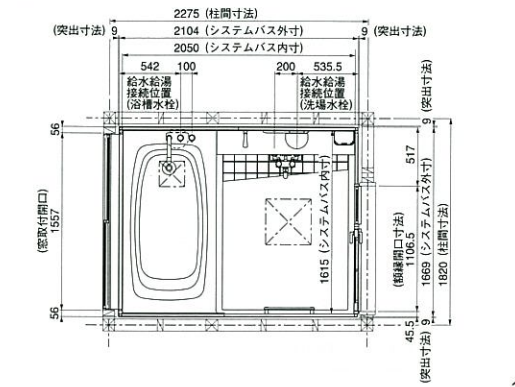 2275 (柱間寸法)
(突出寸法) 9 2104 (システムバス外寸) 9 (突出寸法)
2050 (システムバス内寸)
542 100 200 535.5
給水給湯
接続位置
(浴槽水栓)
給水給湯
接続位置
(洗場水栓)
56
(窓取付開口)
1557
56
1615 (システムバス内寸)
517
(額縁開口寸法)
1106.5
45.5
9 (突出寸法)
1669 (システムバス外寸)
9
(突出寸法)
1820 (柱間寸法)